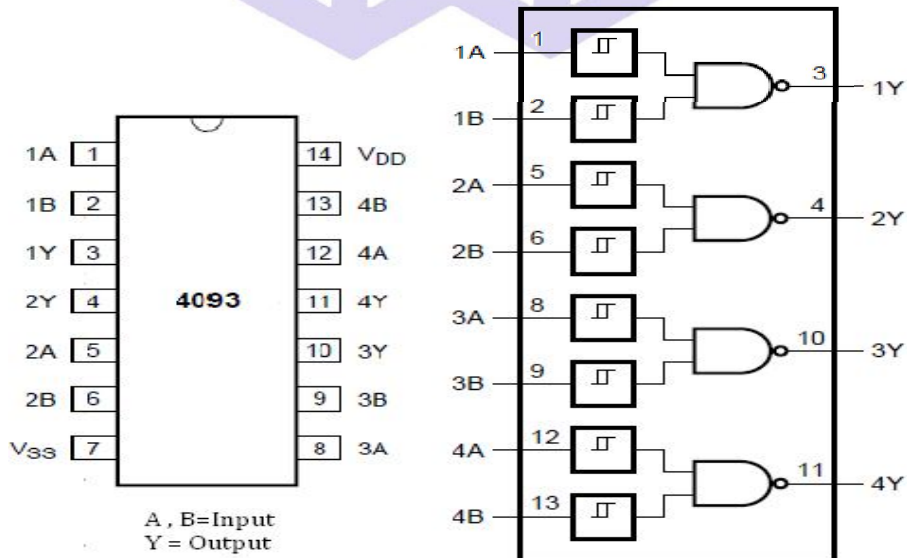 1A 1 14 VDD
1B 2 13 4B
1Y 3 12 4A
2Y 4 4093 11 4Y
2A 5 10 3Y
2B 6 9 3B
VSS 7 8 3A
A , B=Input
Y = Output
1A 1
3 1Y
1B 2
2A 5
4 2Y
2B 6
3A 8
10 3Y
3B 9
4A 12
11 4Y
4B 13